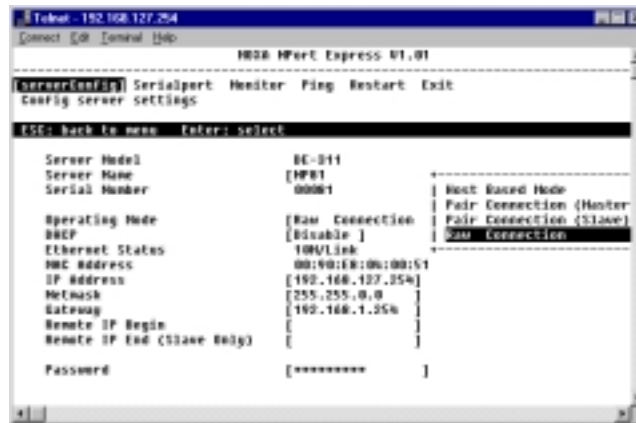 Telnet - 192.168.127.254
Connect Edit Terminal Help
MOXA NPort Express V1.01
[serverConfig] Serialport Monitor Ping Restart Exit
Config server settings
ESC: back to menu Enter: select
Server Model DE-311
Server Name [NP01
Serial Number 00001
Host Based Mode
Pair Connection (Master
Operating Mode [Raw Connection
Pair Connection (Slave)
DHCP [Disable ]
Raw Connection
Ethernet Status 10M/Link
MAC Address 00:90:E8:04:00:51
IP Address [192.168.127.254]
Netmask [255.255.0.0 ]
Gateway [192.168.1.254 ]
Remote IP Begin [ ]
Remote IP End (Slave Only) [ ]
Password [********* ]